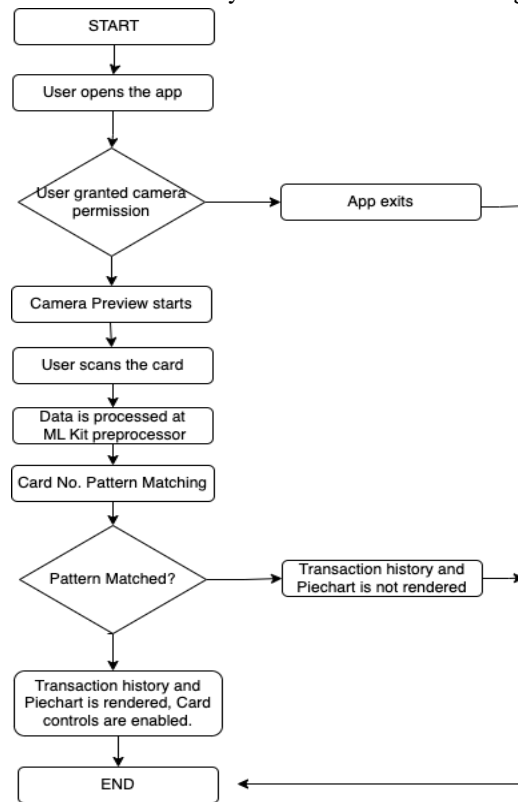 START
User opens the app
User granted camera
permission
App exits
Camera Preview starts
User scans the card
Data is processed at
ML Kit preprocessor
Card No. Pattern Matching
Pattern Matched?
Transaction history and
Piechart is not rendered
Transaction history and
Piechart is rendered, Card
controls are enabled.
END